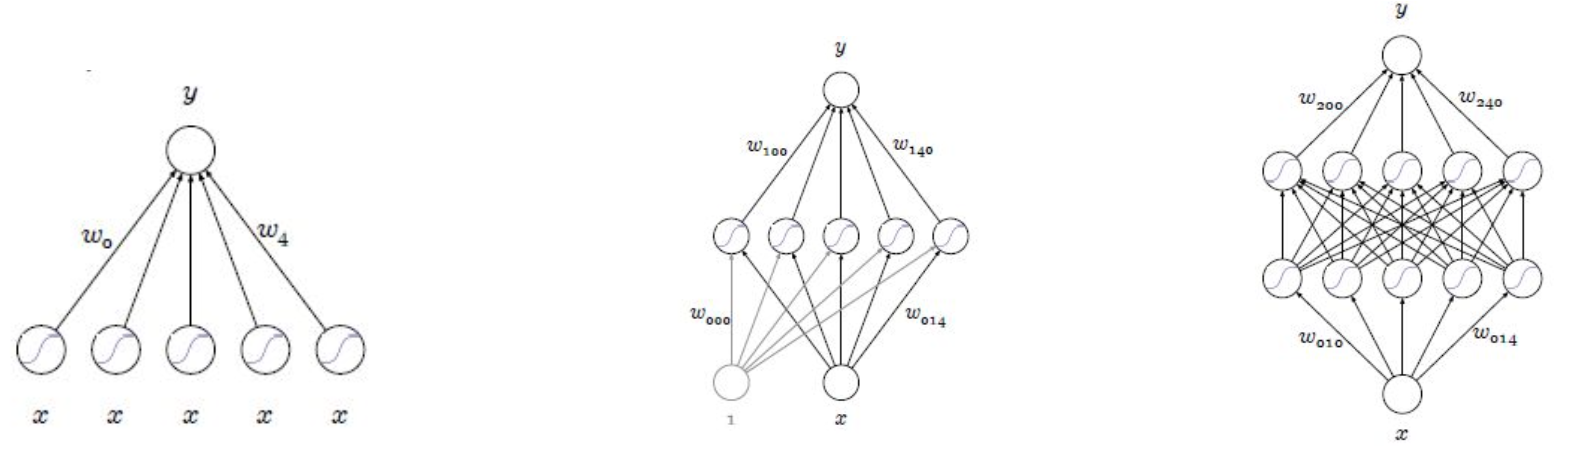 y
w₀
w₄
x x x x x
y
w₁₀₀
w₁₄₀
w₀₀₀
w₀₁₄
1
x
y
w₂₀₀
w₂₄₀
w₀₁₀
w₀₁₄
x